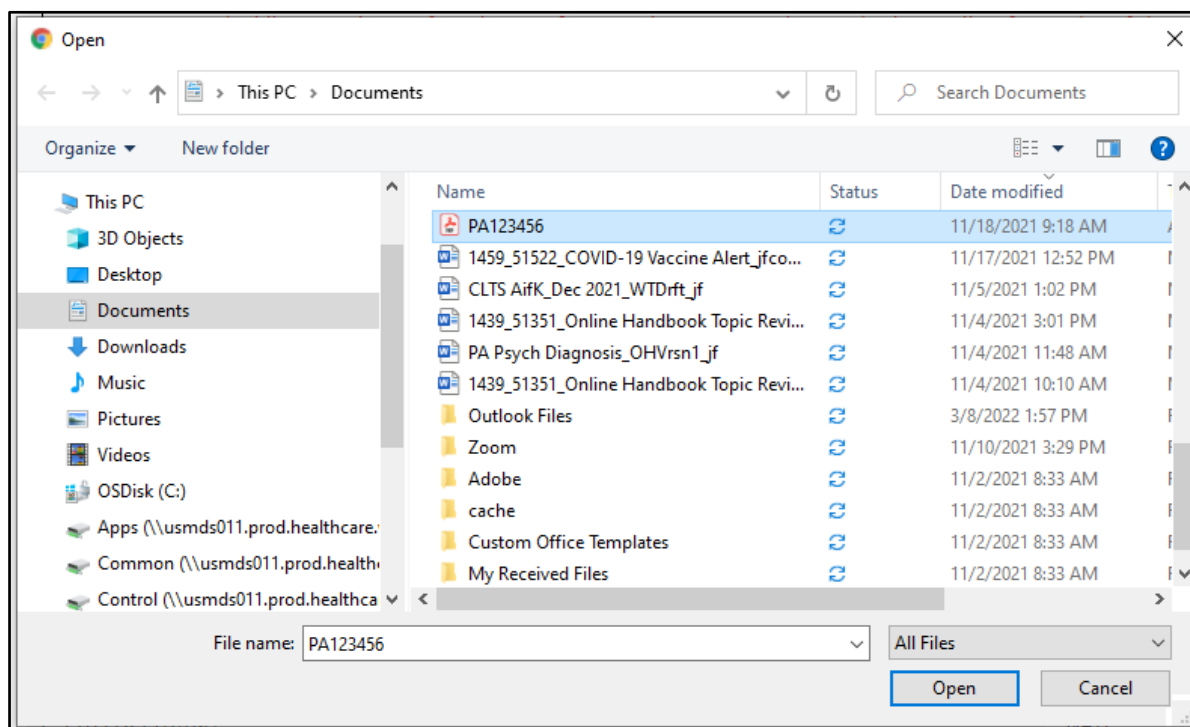 Open
This PC > Documents
Search Documents
Organize
New folder
Name Status Date modified
This PC
3D Objects
Desktop
Documents
Downloads
Music
Pictures
Videos
OSDisk (C:)
Apps (\\usmds011.prod.healthcare.
Common (\\usmds011.prod.health
Control (\\usmds011.prod.healthca
PA123456 11/18/2021 9:18 AM
1459_51522_COVID-19 Vaccine Alert_jfco... 11/17/2021 12:52 PM
CLTS AifK_Dec 2021_WTDrft_jf 11/5/2021 1:02 PM
1439_51351_Online Handbook Topic Revi... 11/4/2021 3:01 PM
PA Psych Diagnosis_OHVrsn1_jf 11/4/2021 11:48 AM
1439_51351_Online Handbook Topic Revi... 11/4/2021 10:10 AM
Outlook Files 3/8/2022 1:57 PM
Zoom 11/10/2021 3:29 PM
Adobe 11/2/2021 8:33 AM
cache 11/2/2021 8:33 AM
Custom Office Templates 11/2/2021 8:33 AM
My Received Files 11/2/2021 8:33 AM
File name: PA123456
All Files
Open
Cancel